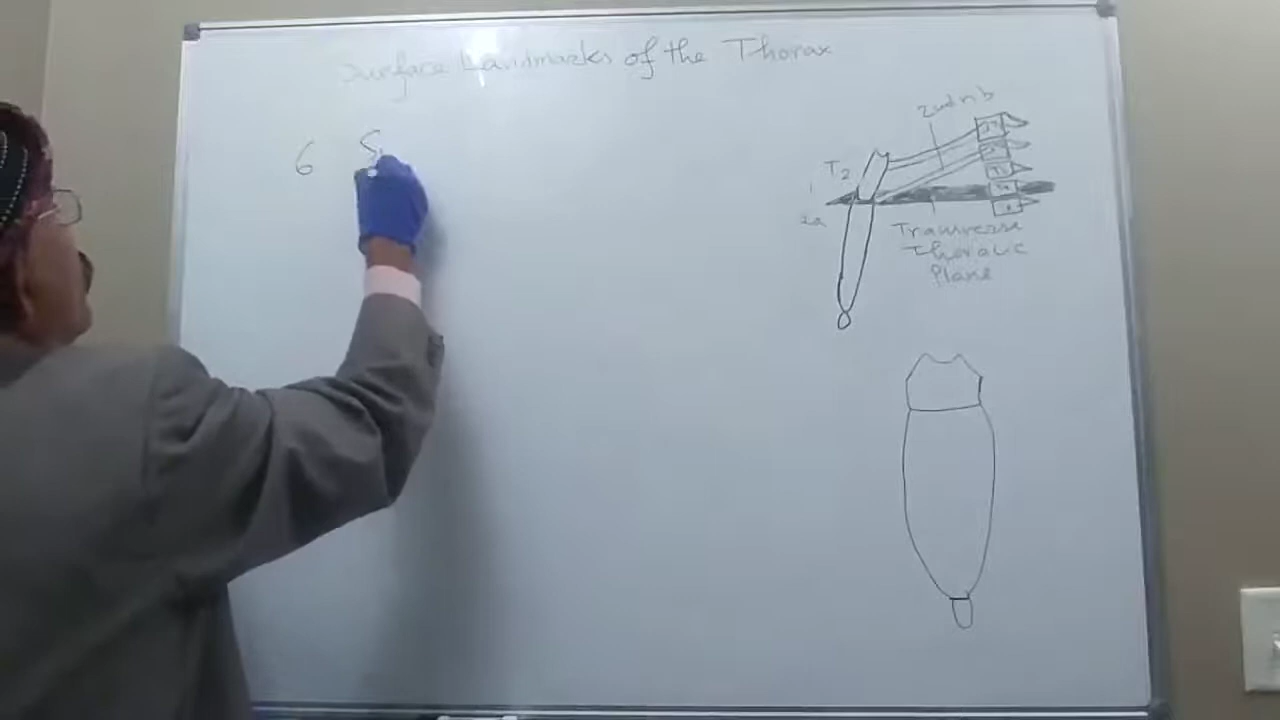 Surface Landmarks of the Thorax
6 S
2nd rib
T2
Transverse
Thoracic
Plane